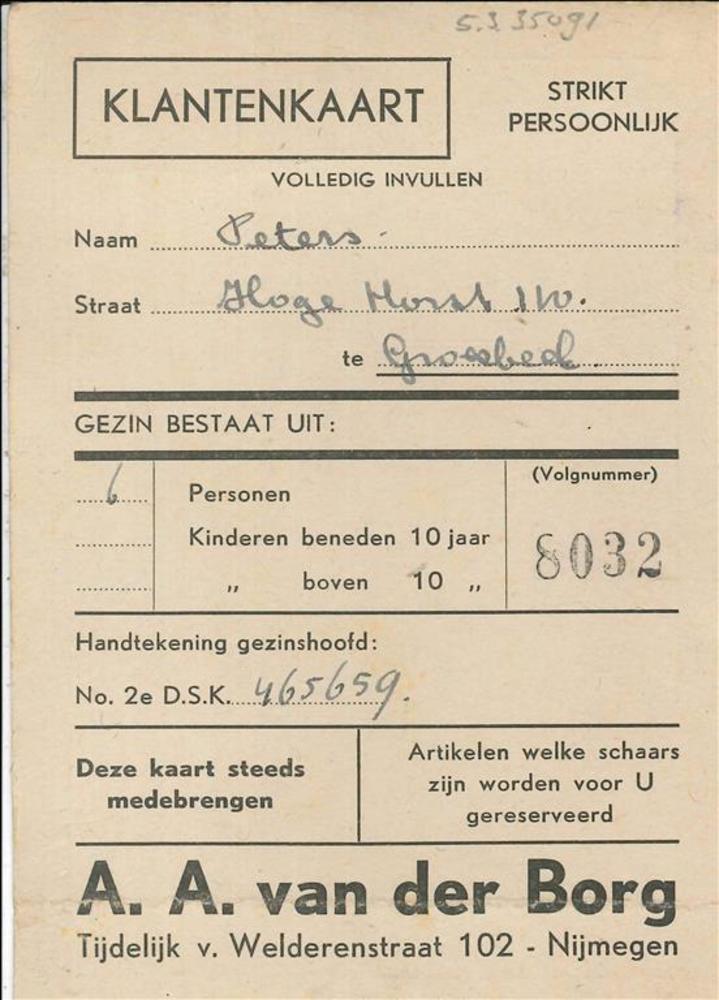 5.3 35091
KLANTENKAART
STRIKT
PERSOONLIJK
VOLLEDIG INVULLEN
Naam Peters
Straat Hoge Horst 110.
te Groesbeek.
GEZIN BESTAAT UIT:
6 Personen
Kinderen beneden 10 jaar
„ boven 10 „
(Volgnummer)
8032
Handtekening gezinshoofd:
No. 2e D.S.K. 465659.
Deze kaart steeds
medebrengen
Artikelen welke schaars
zijn worden voor U
gereserveerd
A. A. van der Borg
Tijdelijk v. Welderenstraat 102 - Nijmegen